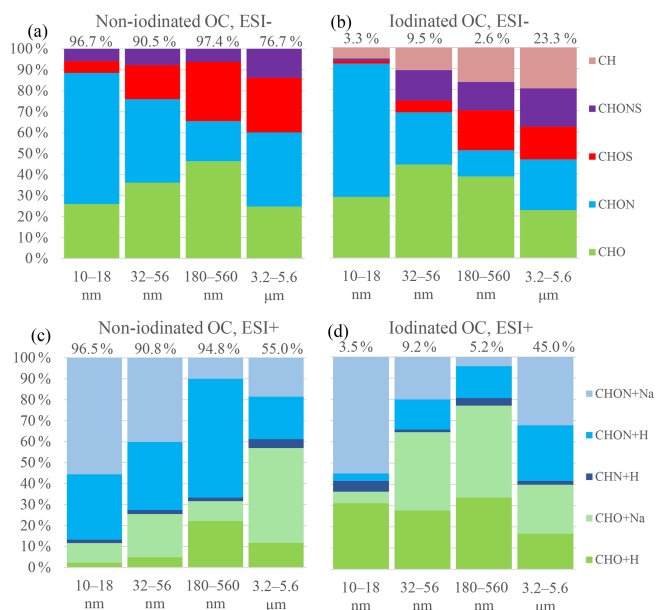 (a) Non-iodinated OC, ESI-
96.7 % 90.5 % 97.4 % 76.7 %
100 %
90 %
80 %
70 %
60 %
50 %
40 %
30 %
20 %
10 %
0 %
10–18 nm 32–56 nm 180–560 nm 3.2–5.6 μm
(b) Iodinated OC, ESI-
3.3 % 9.5 % 2.6 % 23.3 %
CH
CHONS
CHOS
CHON
CHO
10–18 nm 32–56 nm 180–560 nm 3.2–5.6 μm
(c) Non-iodinated OC, ESI+
96.5 % 90.8 % 94.8 % 55.0 %
100 %
90 %
80 %
70 %
60 %
50 %
40 %
30 %
20 %
10 %
0 %
10–18 nm 32–56 nm 180–560 nm 3.2–5.6 μm
(d) Iodinated OC, ESI+
3.5 % 9.2 % 5.2 % 45.0 %
CHON+Na
CHON+H
CHN+H
CHO+Na
CHO+H
10–18 nm 32–56 nm 180–560 nm 3.2–5.6 μm